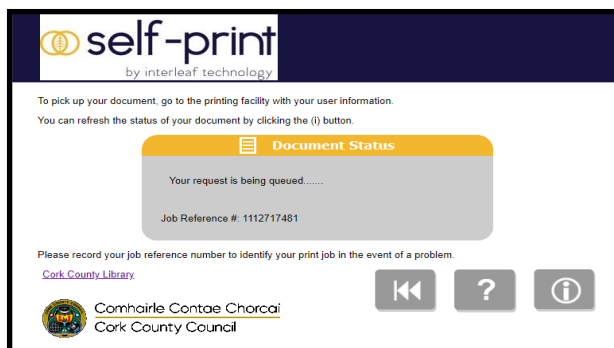 self-print
by interleaf technology
To pick up your document, go to the printing facility with your user information.
You can refresh the status of your document by clicking the (i) button.
Document Status
Your request is being queued.......
Job Reference #: 1112717481
Please record your job reference number to identify your print job in the event of a problem.
Cork County Library
?
i
Comhairle Contae Chorcaí
Cork County Council